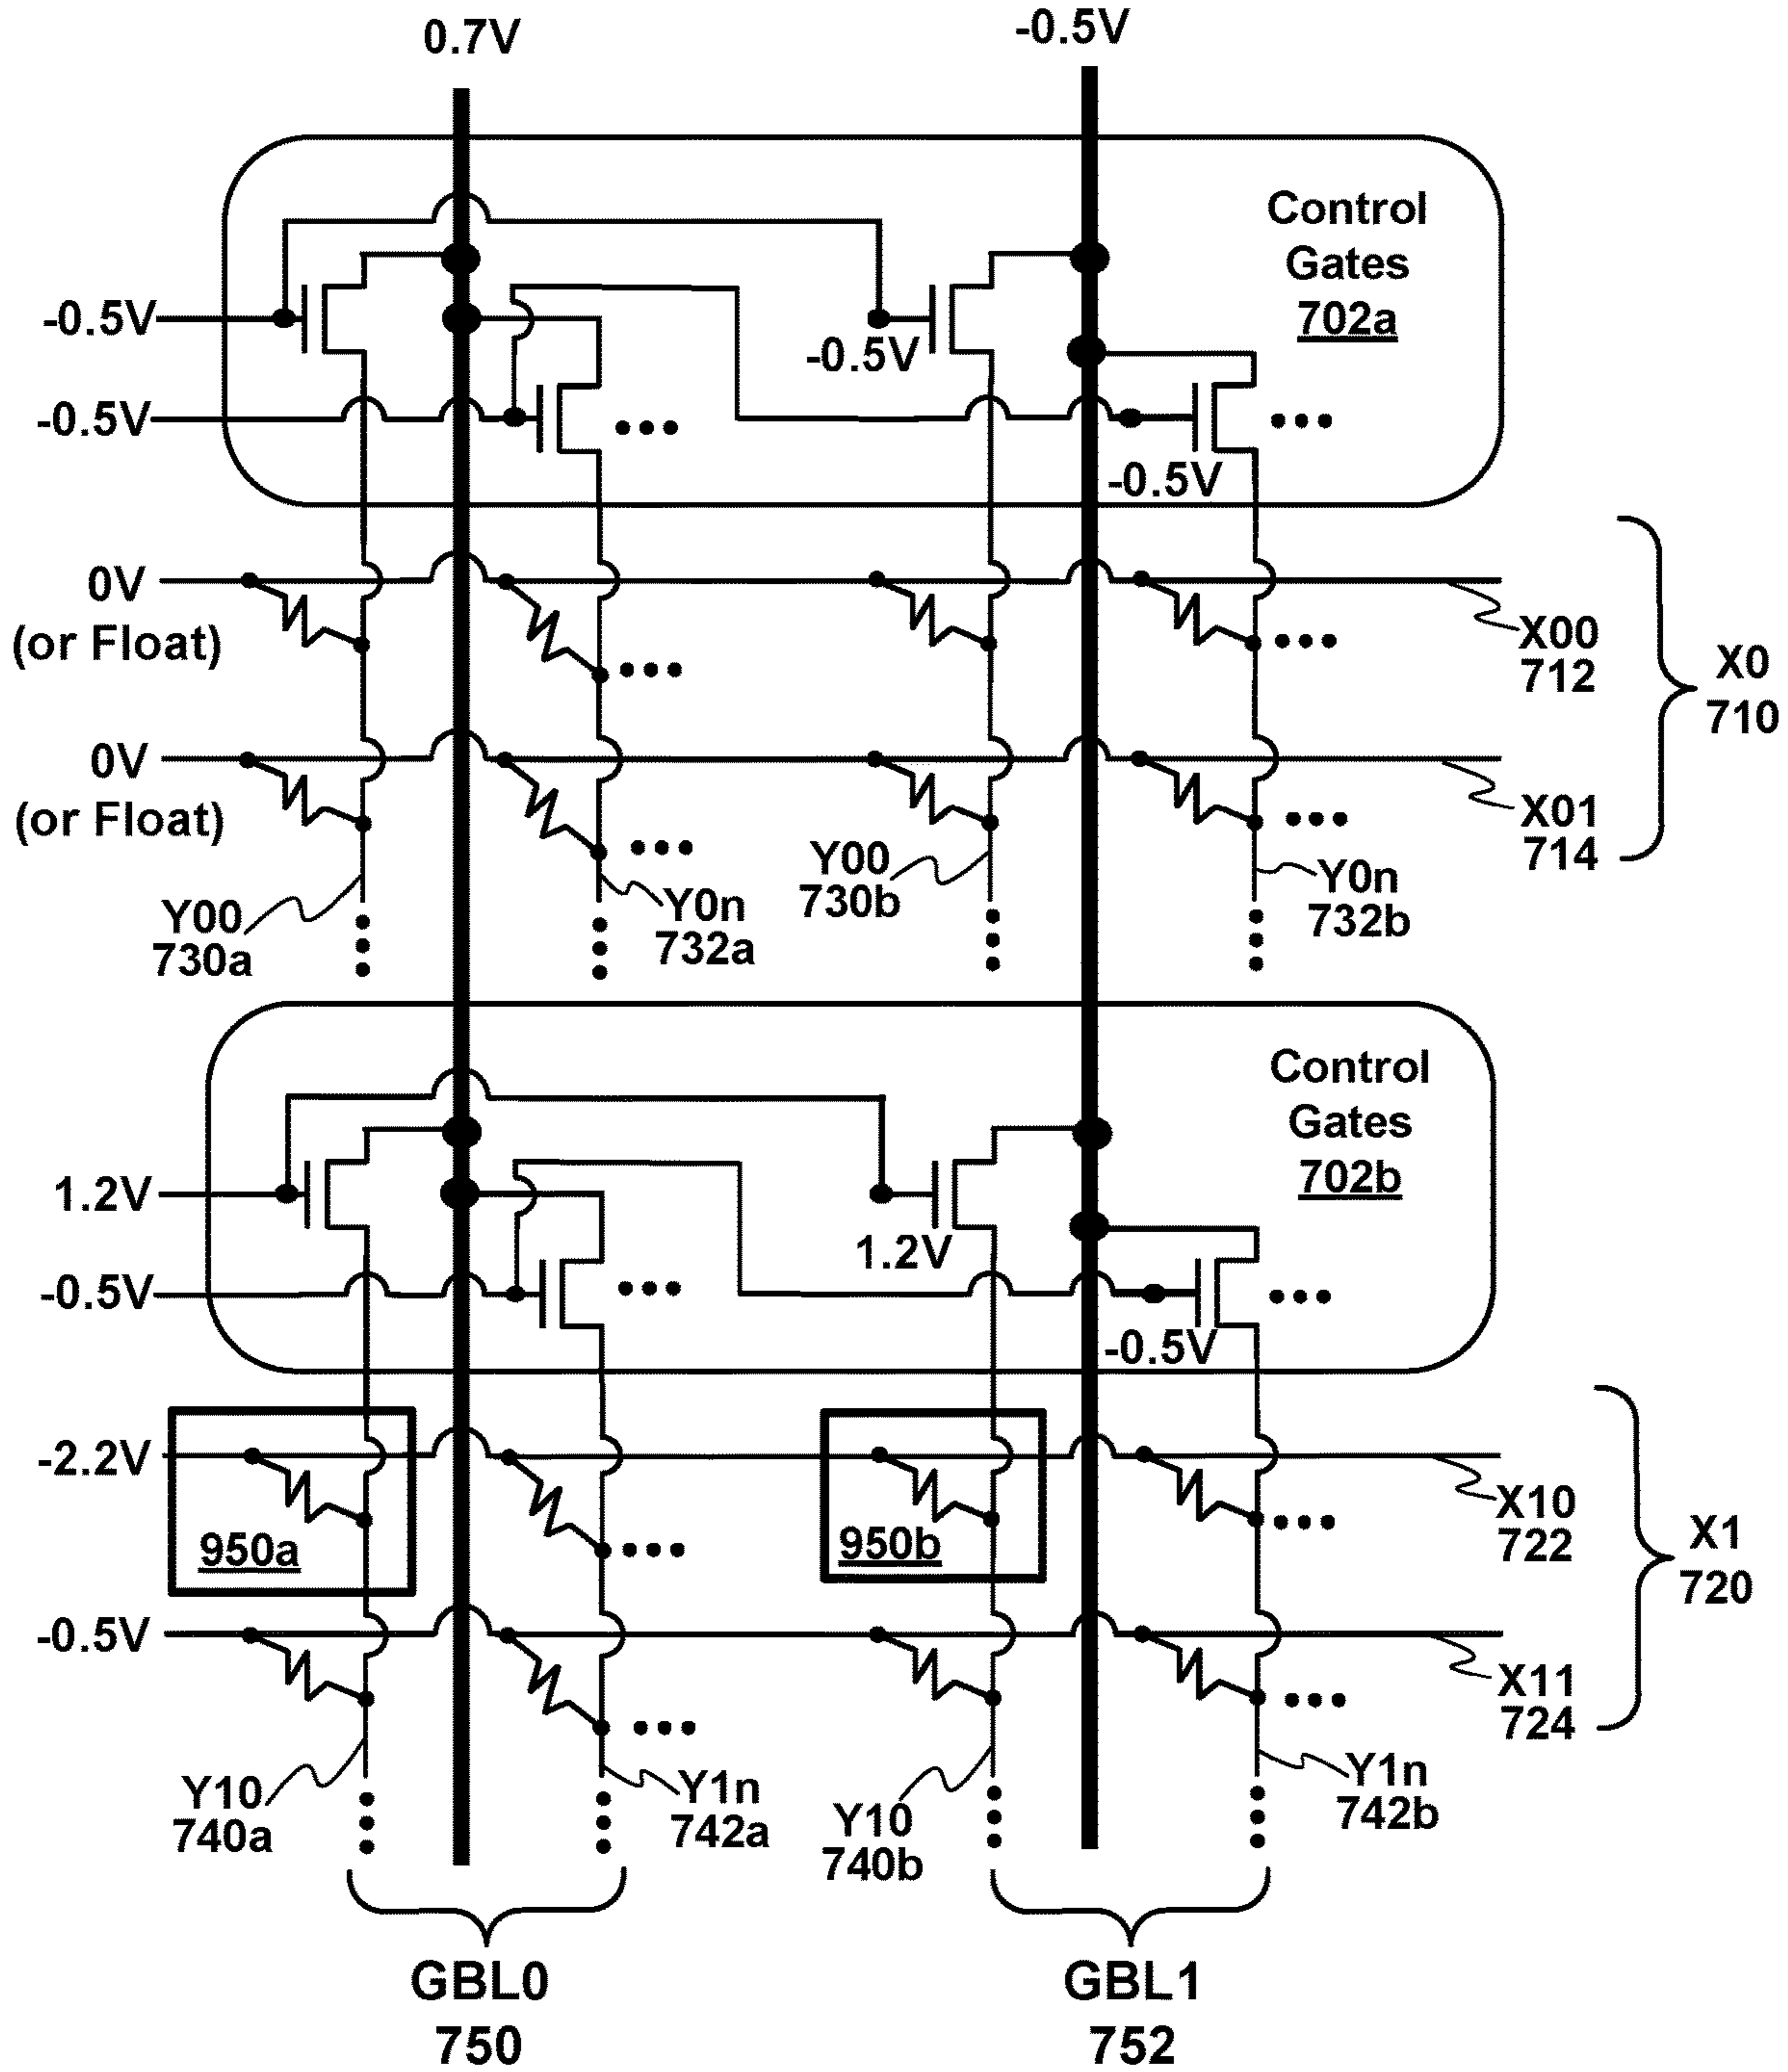 0.7V
-0.5V
Control
Gates
702a
-0.5V
-0.5V
-0.5V
-0.5V
0V
(or Float)
X00
712
X0
710
0V
(or Float)
X01
714
Y00
730a
Y0n
732a
Y00
730b
Y0n
732b
Control
Gates
702b
1.2V
1.2V
-0.5V
-0.5V
-2.2V
950a
950b
X10
722
X1
720
-0.5V
X11
724
Y10
740a
Y1n
742a
Y10
740b
Y1n
742b
GBL0
750
GBL1
752